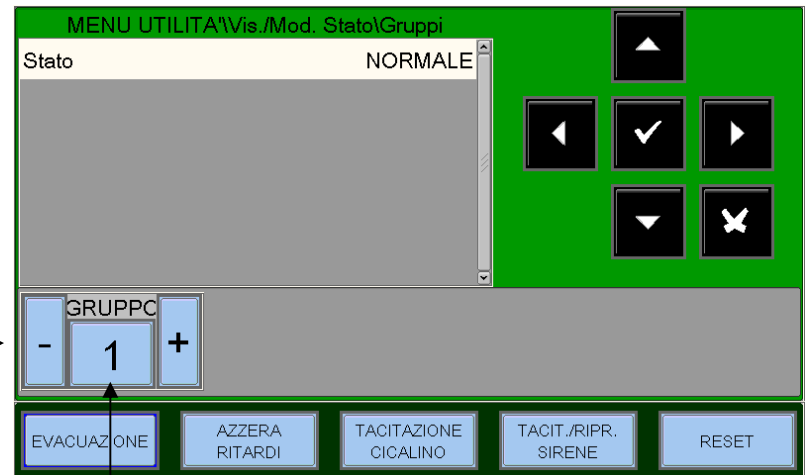 MENU UTILITA'\Vis./Mod. Stato\Gruppi
Stato NORMALE
GRUPPO
- 1 +
EVACUAZIONE
AZZERA
RITARDI
TACITAZIONE
CICALINO
TACIT./RIPR.
SIRENE
RESET